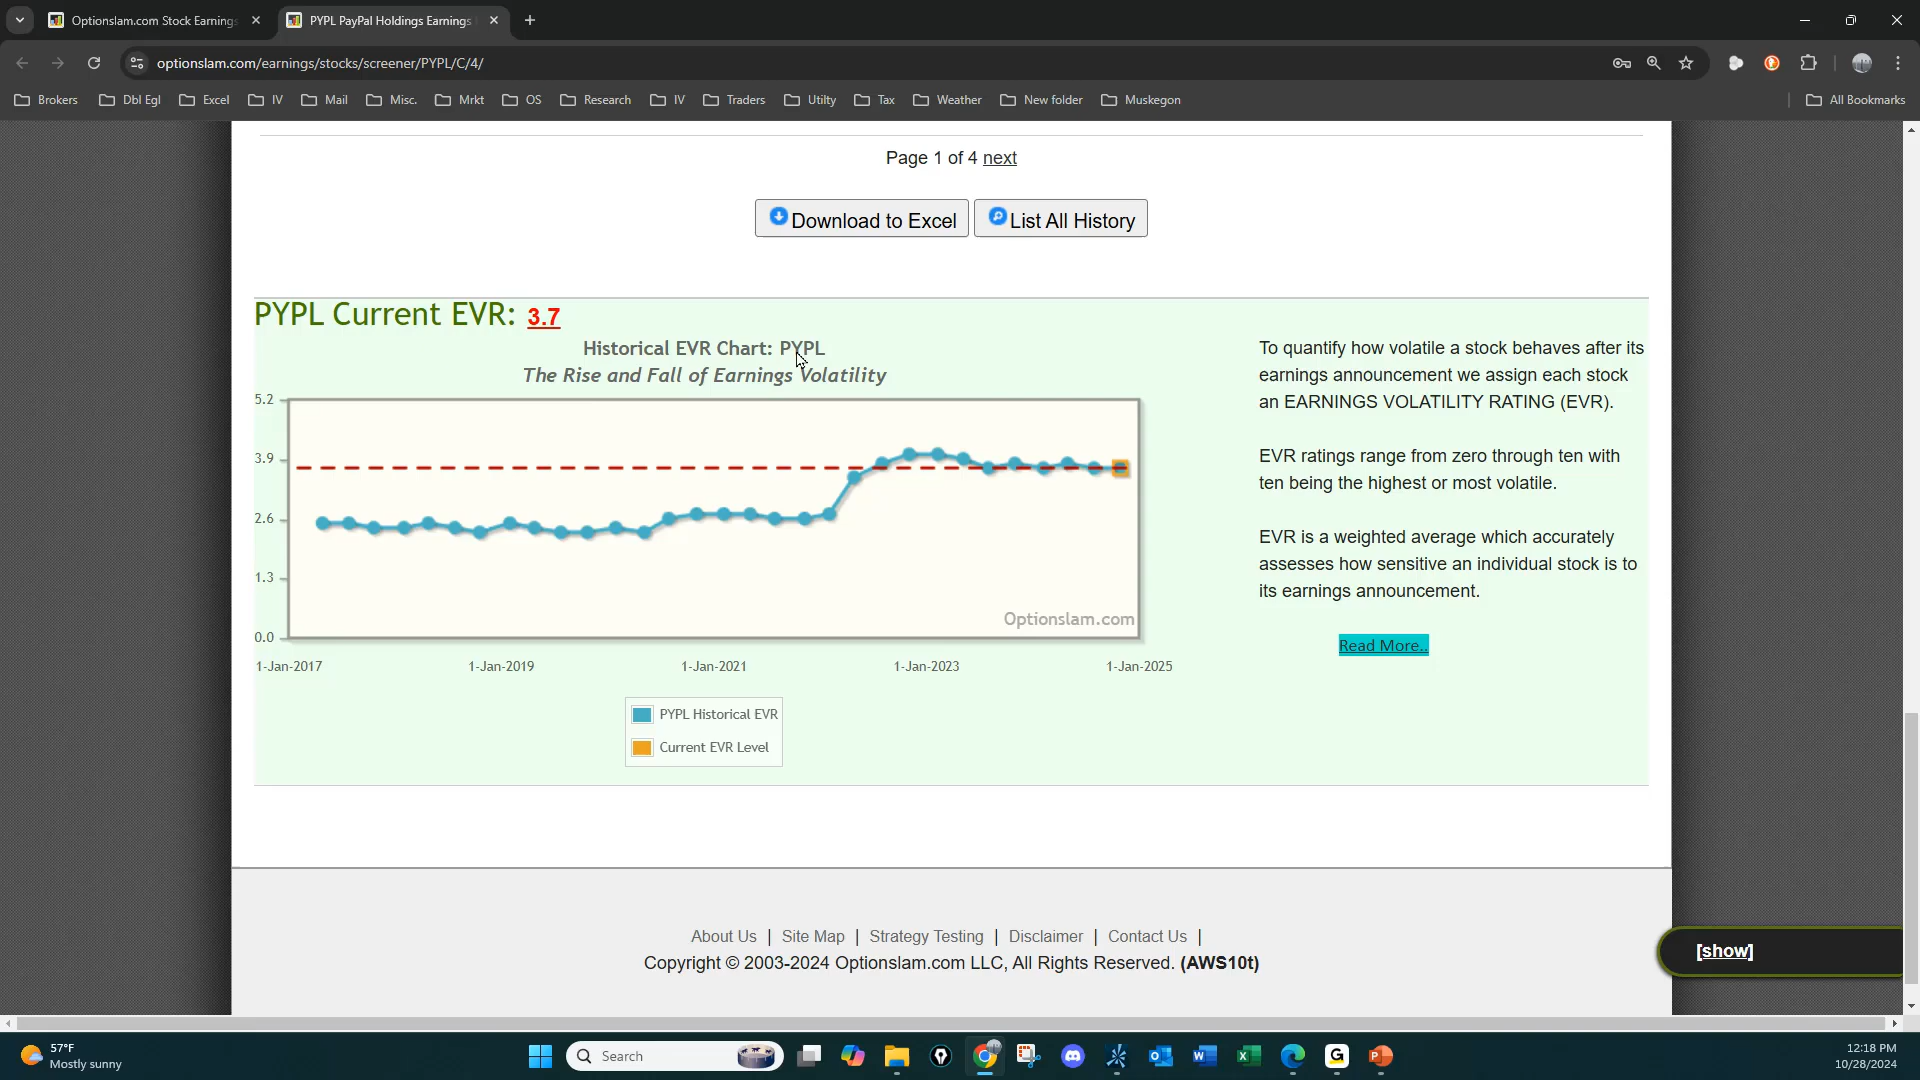 Optionslam.com Stock Earnings
PYPL PayPal Holdings Earnings
optionslam.com/earnings/stocks/screener/PYPL/C/4/
Brokers
Dbl Egl
Excel
IV
Mail
Misc.
Mrkt
OS
Research
IV
Traders
Utilty
Tax
Weather
New folder
Muskegon
All Bookmarks
Page 1 of 4 next
Download to Excel
List All History
PYPL Current EVR: 3.7
Historical EVR Chart: PYPL
The Rise and Fall of Earnings Volatility
5.2
3.9
2.6
1.3
0.0
Optionslam.com
1-Jan-2017
1-Jan-2019
1-Jan-2021
1-Jan-2023
1-Jan-2025
PYPL Historical EVR
Current EVR Level
To quantify how volatile a stock behaves after its
earnings announcement we assign each stock
an EARNINGS VOLATILITY RATING (EVR).
EVR ratings range from zero through ten with
ten being the highest or most volatile.
EVR is a weighted average which accurately
assesses how sensitive an individual stock is to
its earnings announcement.
Read More..
[show]
About Us | Site Map | Strategy Testing | Disclaimer | Contact Us |
Copyright © 2003-2024 Optionslam.com LLC, All Rights Reserved. (AWS10t)
57°F
Mostly sunny
Search
12:18 PM
10/28/2024